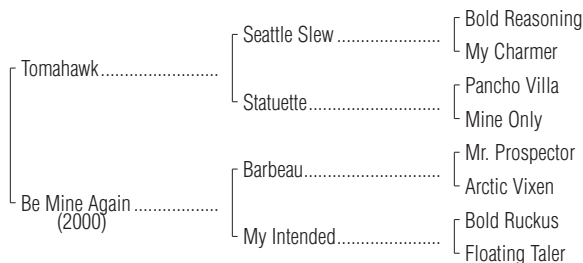 Bold Reasoning
Seattle Slew ........................
My Charmer
Tomahawk ............................
Pancho Villa
Statuette ...............................
Mine Only
Mr. Prospector
Barbeau ................................
Arctic Vixen
Be Mine Again ....................
(2000)
Bold Ruckus
My Intended ........................
Floating Taler